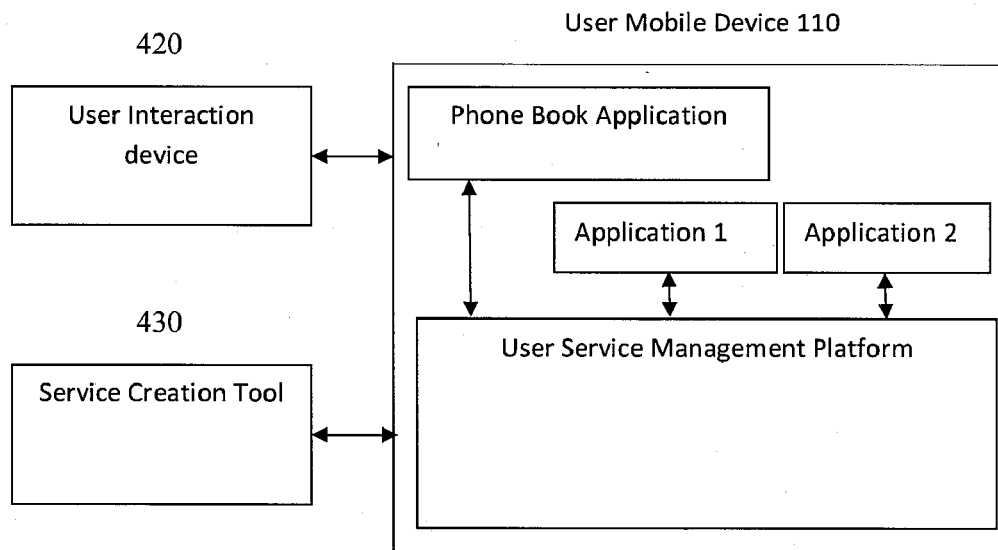 User Mobile Device 110
420
User Interaction
device
Phone Book Application
Application 1
Application 2
430
Service Creation Tool
User Service Management Platform